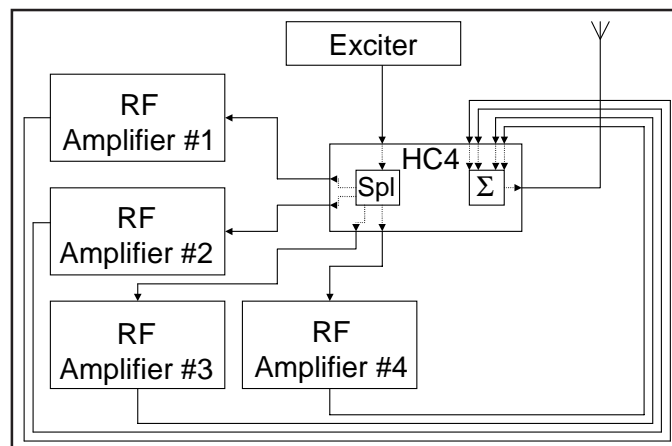 Exciter
RF
Amplifier #1
HC4
Spl
Σ
RF
Amplifier #2
RF
Amplifier #3
RF
Amplifier #4